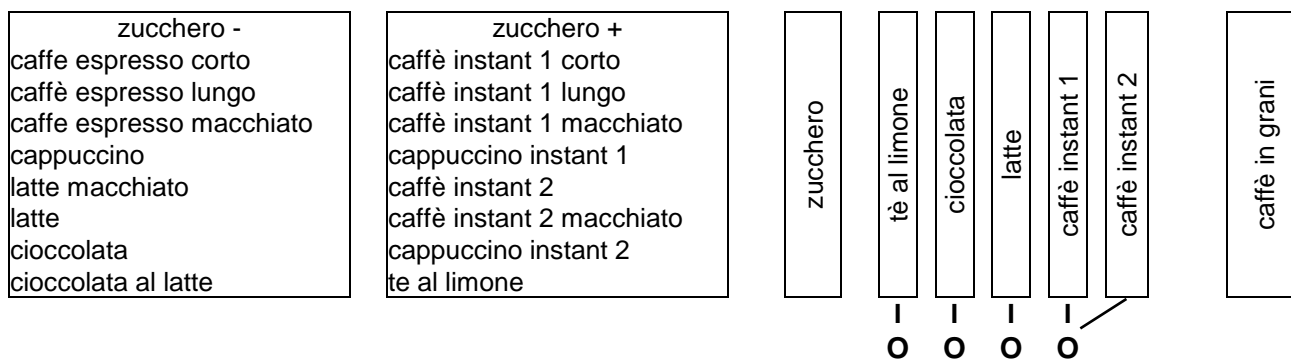 zucchero -
caffe espresso corto
caffè espresso lungo
caffe espresso macchiato
cappuccino
latte macchiato
latte
cioccolata
cioccolata al latte
zucchero +
caffè instant 1 corto
caffè instant 1 lungo
caffè instant 1 macchiato
cappuccino instant 1
caffè instant 2
caffè instant 2 macchiato
cappuccino instant 2
te al limone
zucchero
tè al limone
cioccolata
latte
caffè instant 1
caffè instant 2
caffè in grani
I I I I
O O O O